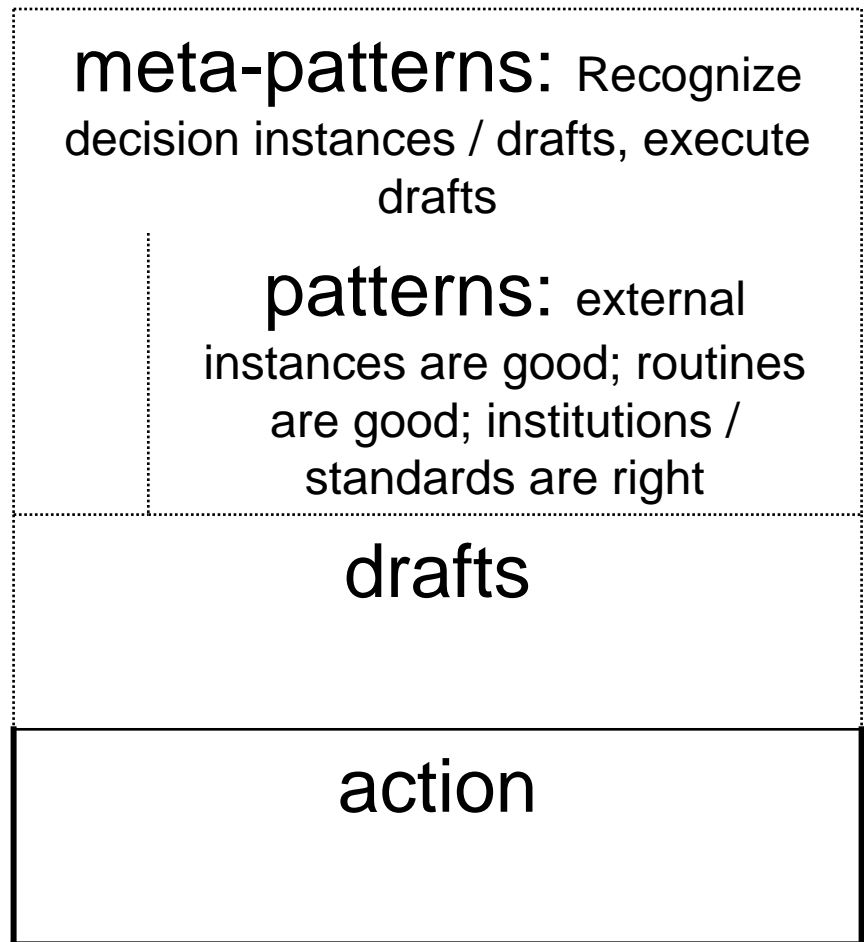 meta-patterns: Recognize
decision instances / drafts, execute
drafts
patterns: external
instances are good; routines
are good; institutions /
standards are right
drafts
action